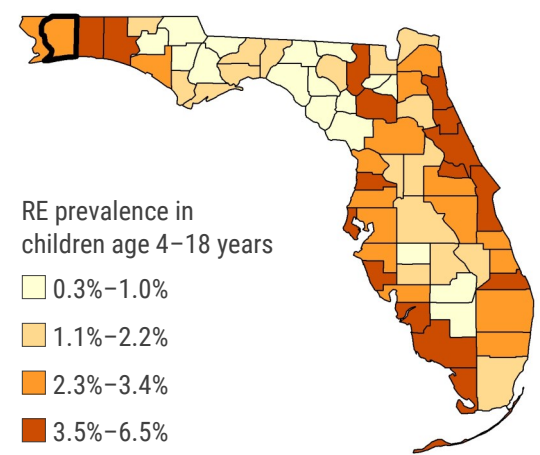 RE prevalence in
children age 4–18 years
0.3%–1.0%
1.1%–2.2%
2.3%–3.4%
3.5%–6.5%